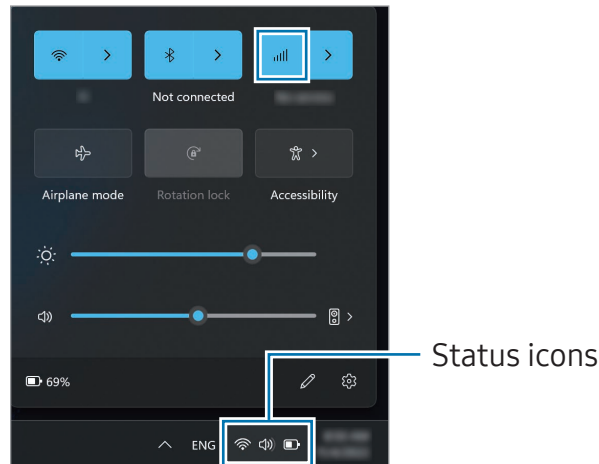 Not connected
Airplane mode Rotation lock Accessibility
Status icons
69%
ENG